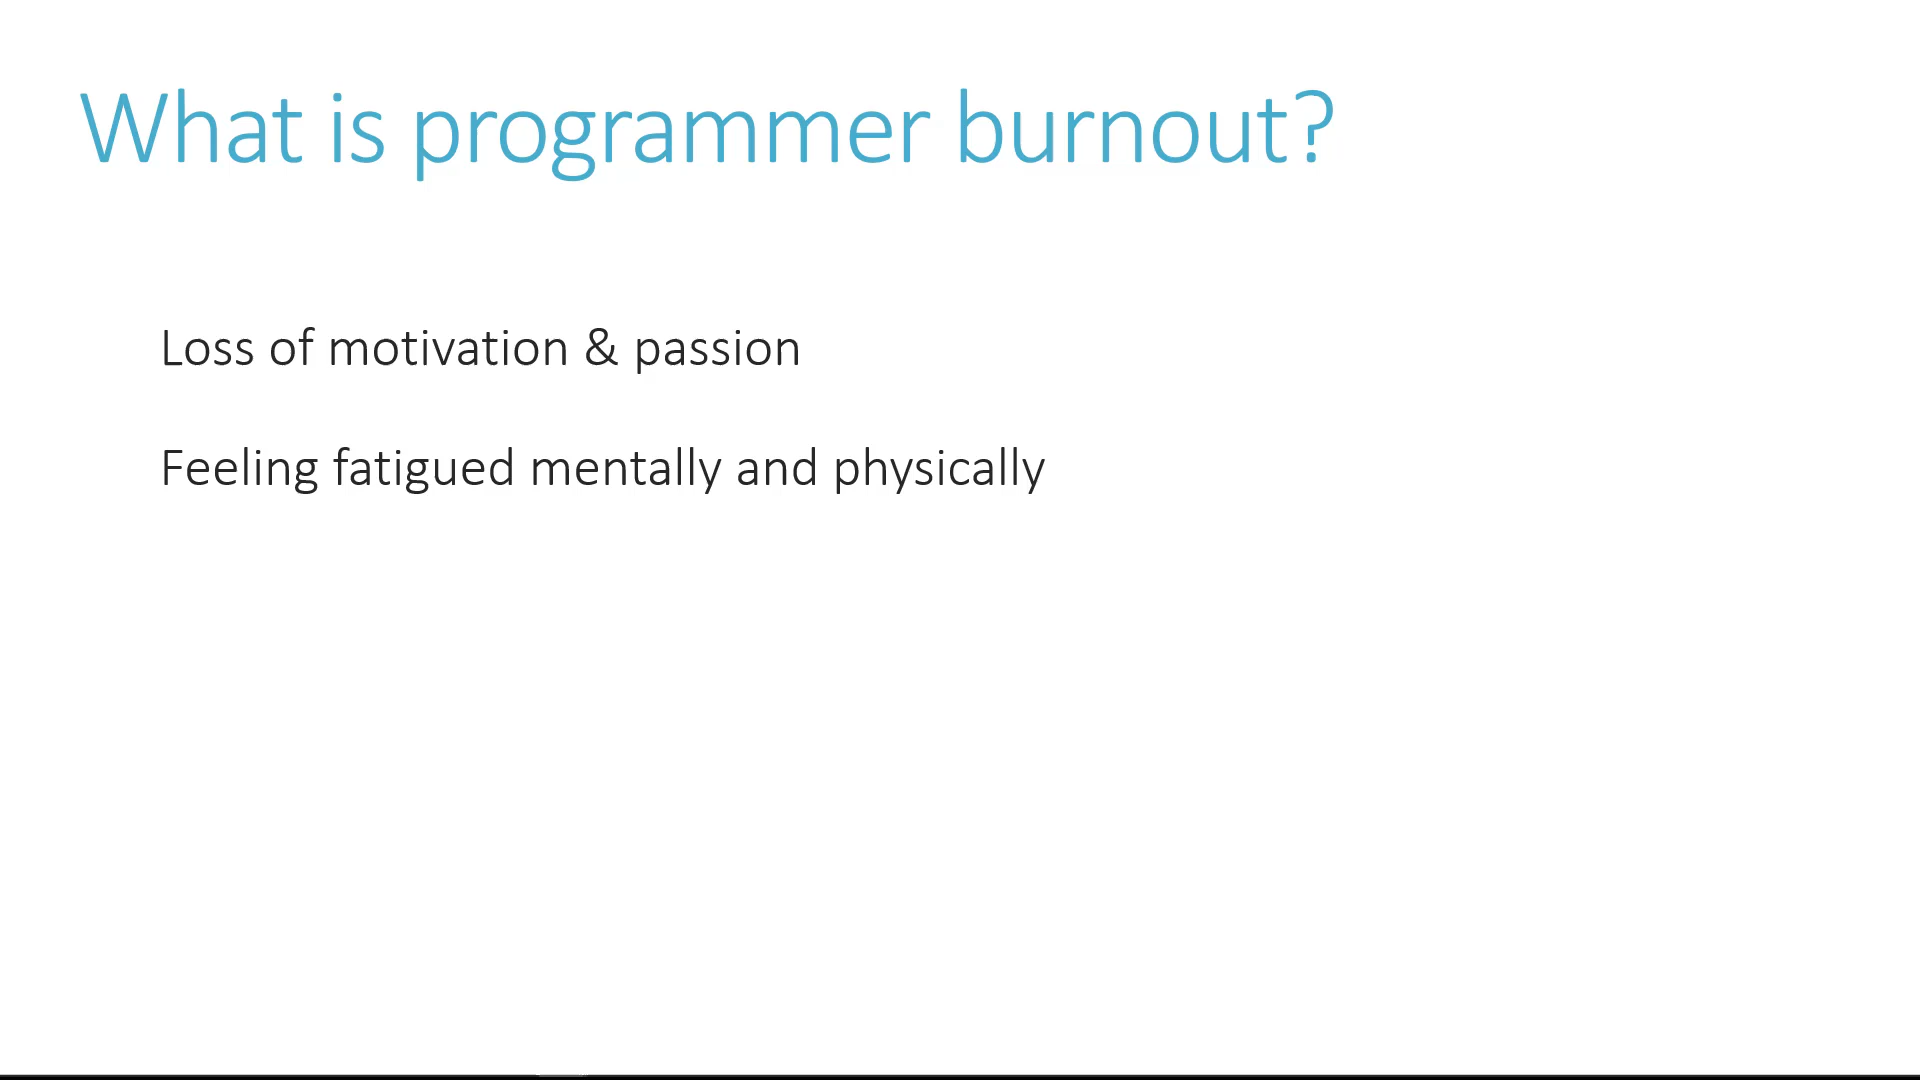 What is programmer burnout?
Loss of motivation & passion
Feeling fatigued mentally and physically